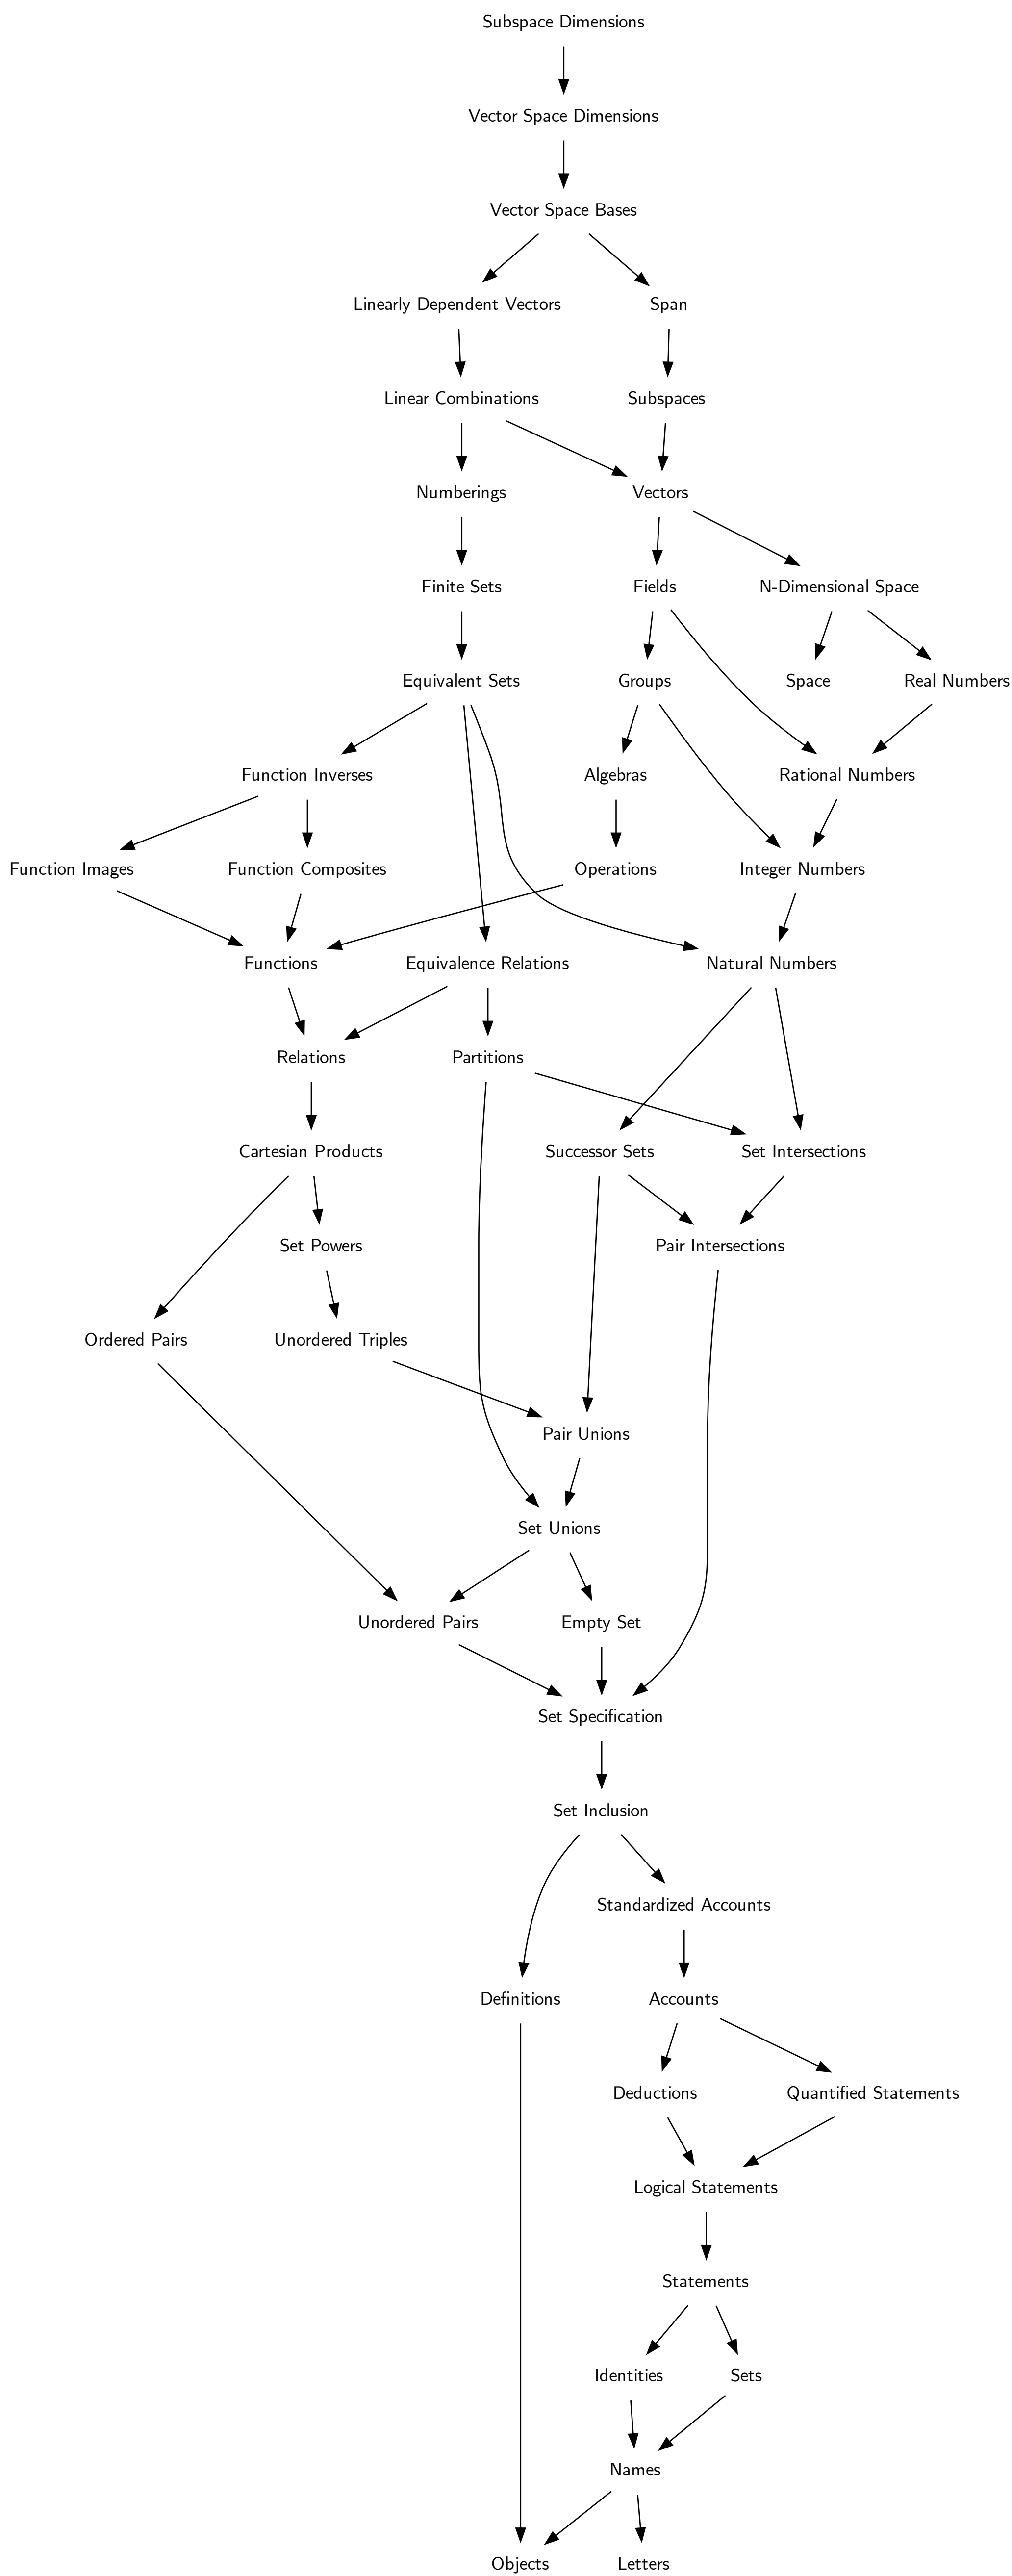 Subspace Dimensions
Vector Space Dimensions
Vector Space Bases
Linearly Dependent Vectors
Span
Linear Combinations
Subspaces
Numberings
Vectors
Finite Sets
Fields
N-Dimensional Space
Equivalent Sets
Groups
Space
Real Numbers
Function Inverses
Algebras
Rational Numbers
Function Images
Function Composites
Operations
Integer Numbers
Functions
Equivalence Relations
Natural Numbers
Relations
Partitions
Cartesian Products
Successor Sets
Set Intersections
Set Powers
Pair Intersections
Ordered Pairs
Unordered Triples
Pair Unions
Set Unions
Unordered Pairs
Empty Set
Set Specification
Set Inclusion
Standardized Accounts
Definitions
Accounts
Deductions
Quantified Statements
Logical Statements
Statements
Identities
Sets
Names
Objects
Letters